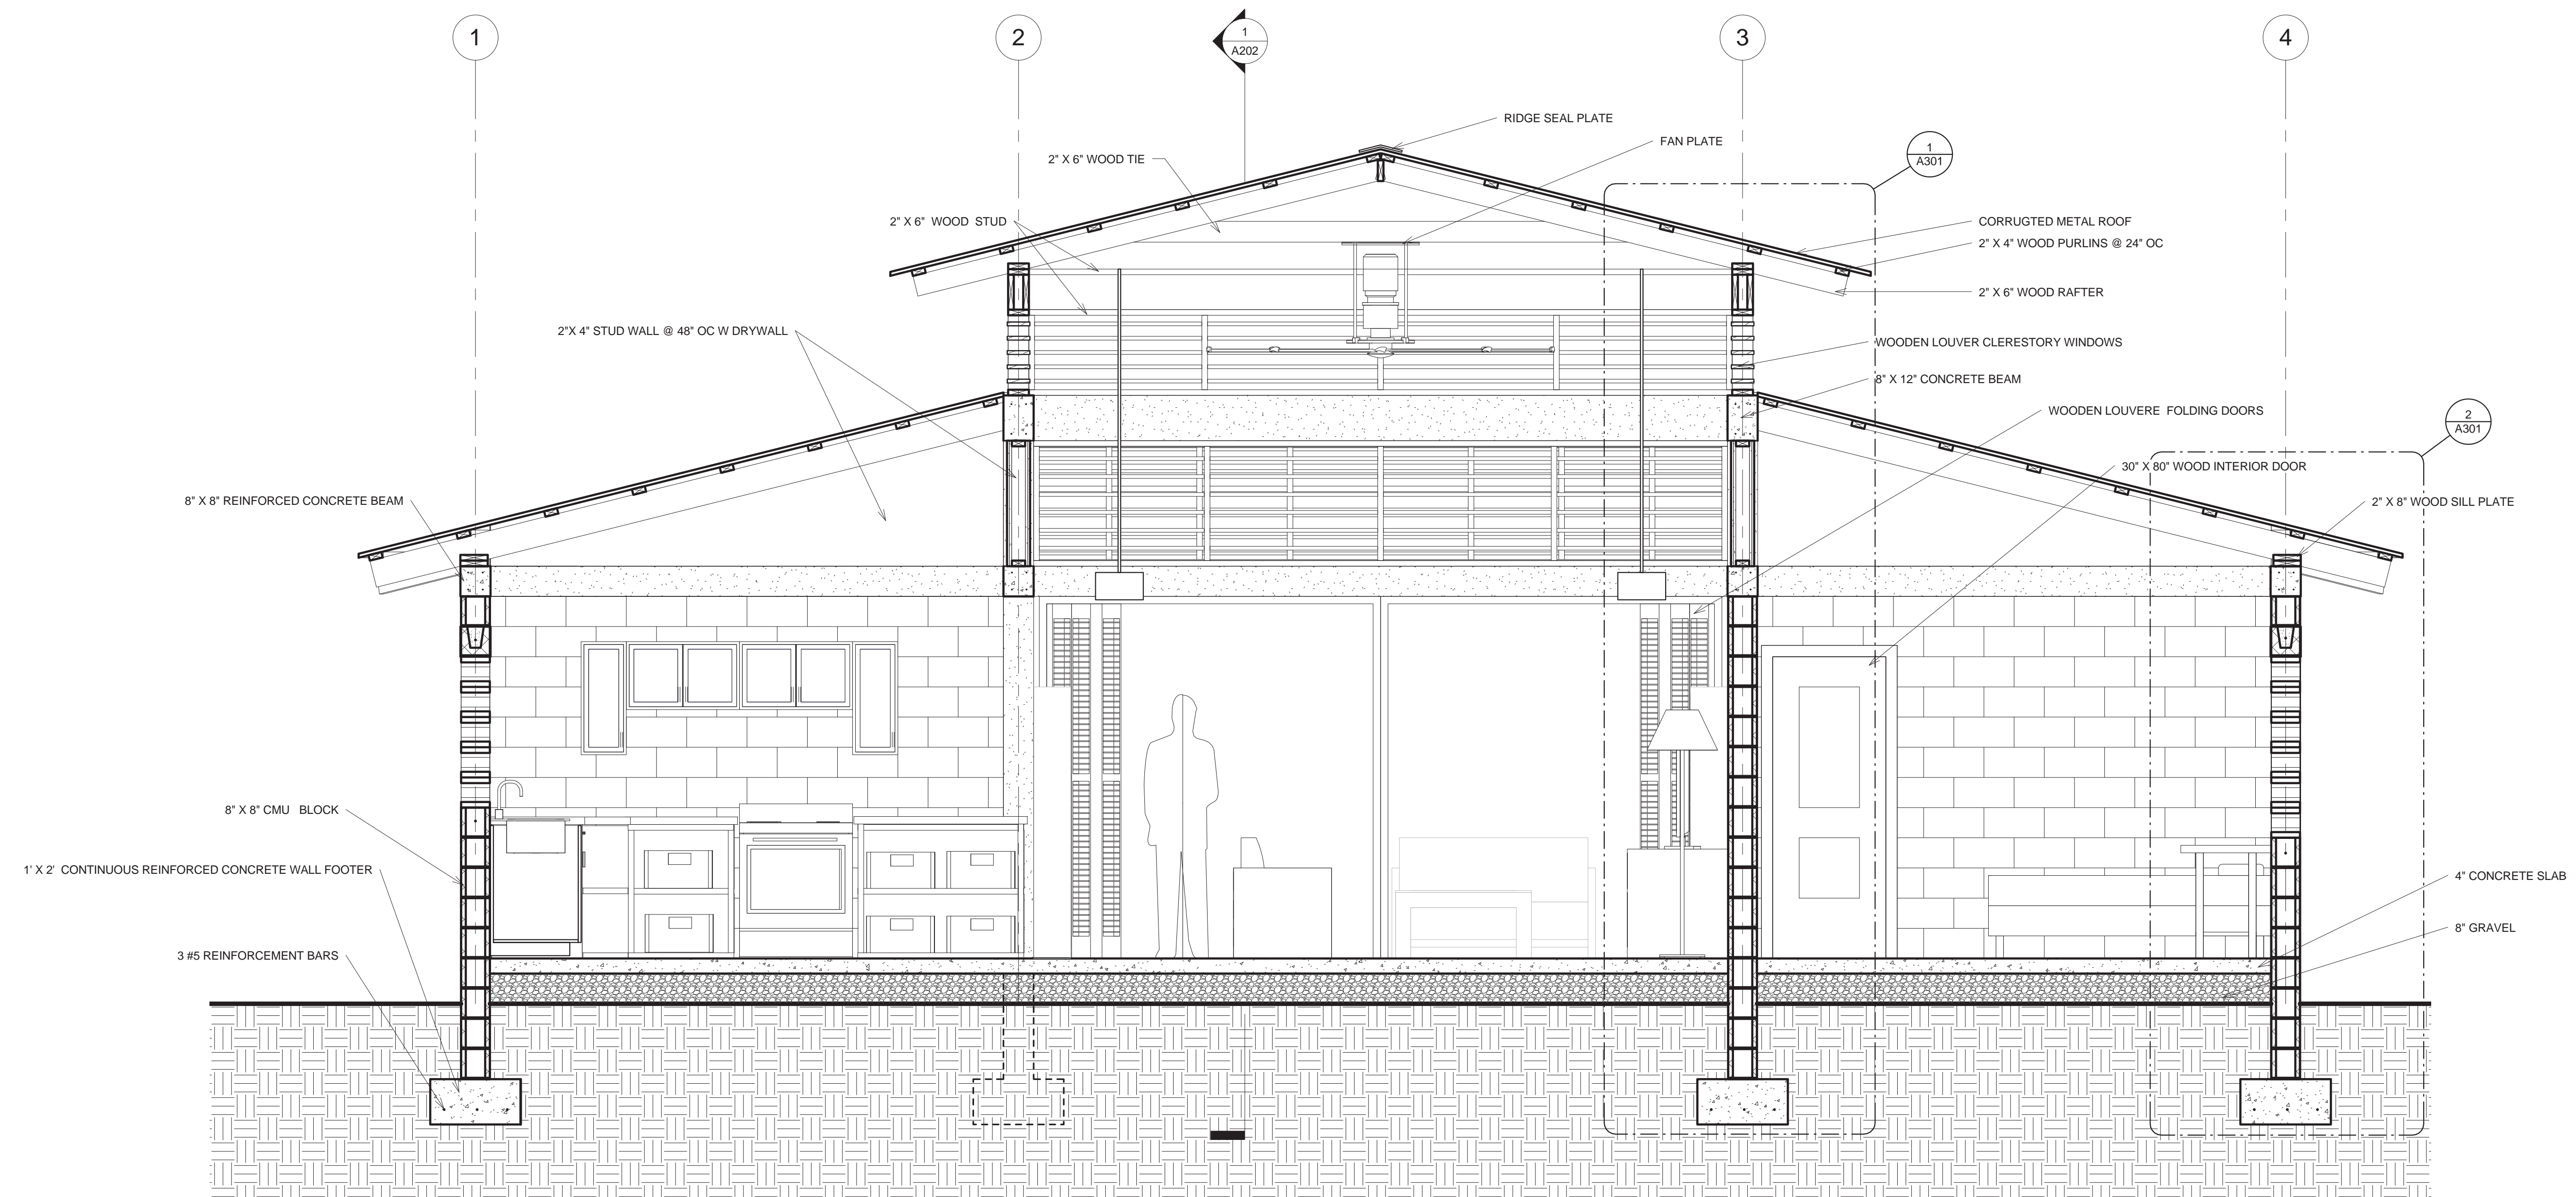 1
2
1
A202
3
4
RIDGE SEAL PLATE
FAN PLATE
2" X 6" WOOD TIE
1
A301
2" X 6" WOOD STUD
CORRUGTED METAL ROOF
2" X 4" WOOD PURLINS @ 24" OC
2" X 6" WOOD RAFTER
2"X 4" STUD WALL @ 48" OC W DRYWALL
WOODEN LOUVER CLERESTORY WINDOWS
8" X 12" CONCRETE BEAM
WOODEN LOUVERE FOLDING DOORS
2
A301
30" X 80" WOOD INTERIOR DOOR
8" X 8" REINFORCED CONCRETE BEAM
2" X 8" WOOD SILL PLATE
8" X 8" CMU BLOCK
1' X 2' CONTINUOUS REINFORCED CONCRETE WALL FOOTER
4" CONCRETE SLAB
8" GRAVEL
3 #5 REINFORCEMENT BARS